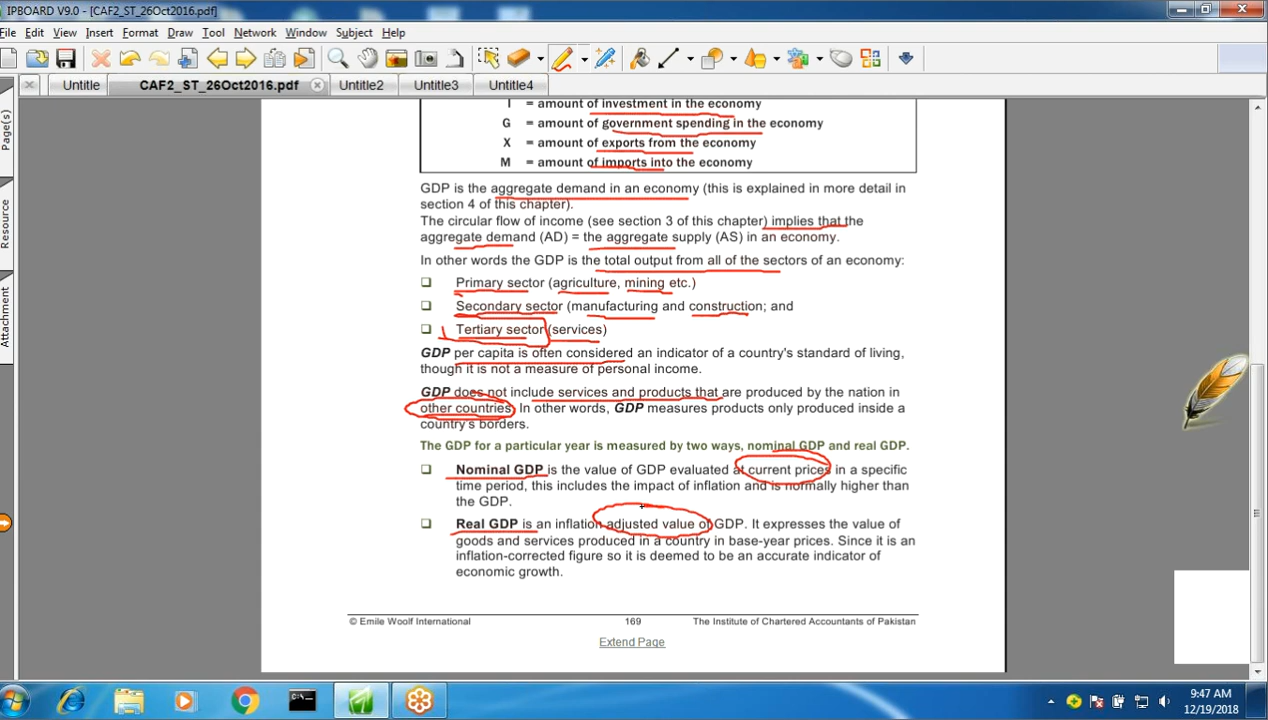 IPBOARD V9.0 - [CAF2_ST_26Oct2016.pdf]
File Edit View Insert Format Draw Tool Network Window Subject Help
Untitle CAF2_ST_26Oct2016.pdf Untitle2 Untitle3 Untitle4
Page(s)
Resource
Attachment
I = amount of investment in the economy
G = amount of government spending in the economy
X = amount of exports from the economy
M = amount of imports into the economy
GDP is the aggregate demand in an economy (this is explained in more detail in
section 4 of this chapter).
The circular flow of income (see section 3 of this chapter) implies that the
aggregate demand (AD) = the aggregate supply (AS) in an economy.
In other words the GDP is the total output from all of the sectors of an economy:
❑ Primary sector (agriculture, mining etc.)
❑ Secondary sector (manufacturing and construction; and
❑ Tertiary sector (services)
GDP per capita is often considered an indicator of a country's standard of living,
though it is not a measure of personal income.
GDP does not include services and products that are produced by the nation in
other countries. In other words, GDP measures products only produced inside a
country's borders.
The GDP for a particular year is measured by two ways, nominal GDP and real GDP.
❑ Nominal GDP is the value of GDP evaluated at current prices in a specific
time period, this includes the impact of inflation and is normally higher than
the GDP.
❑ Real GDP is an inflation adjusted value of GDP. It expresses the value of
goods and services produced in a country in base-year prices. Since it is an
inflation-corrected figure so it is deemed to be an accurate indicator of
economic growth.
© Emile Woolf International 169 The Institute of Chartered Accountants of Pakistan
Extend Page
9:47 AM
12/19/2018